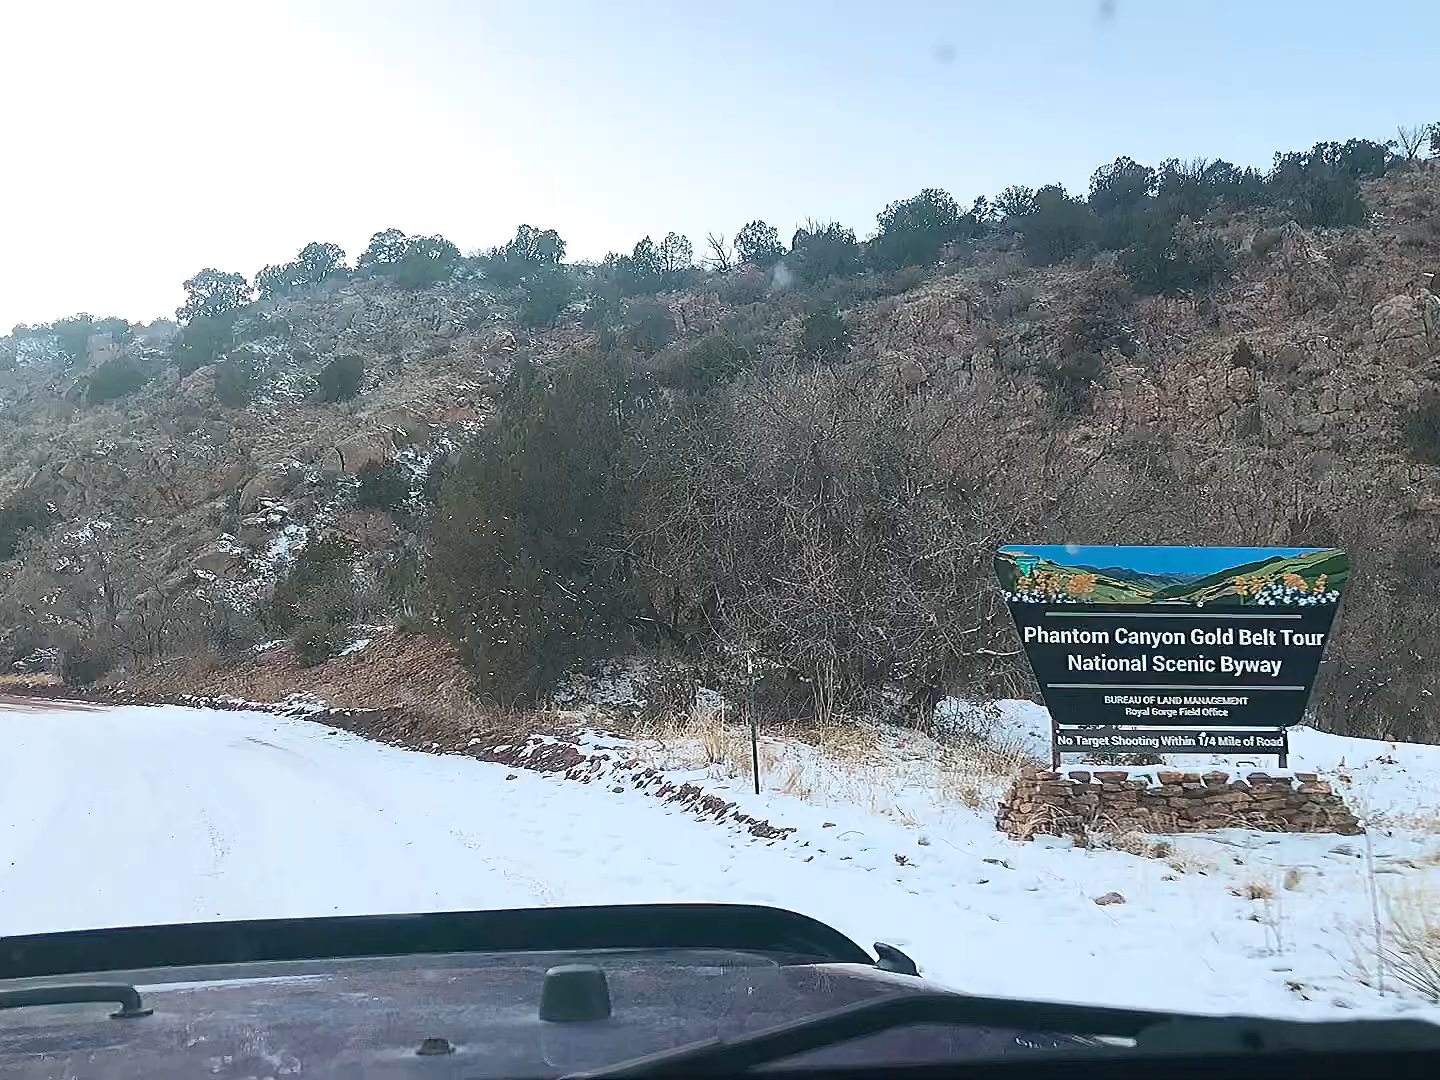 Phantom Canyon Gold Belt Tour
National Scenic Byway
BUREAU OF LAND MANAGEMENT
Royal Gorge Field Office
No Target Shooting Within 1/4 Mile of Road